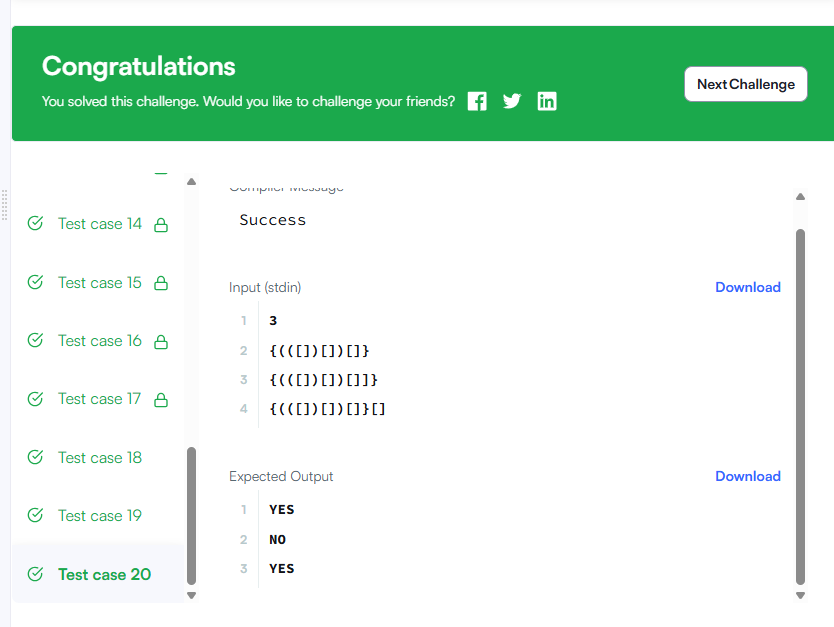 Congratulations
You solved this challenge. Would you like to challenge your friends?
Next Challenge
Test case 14
Test case 15
Test case 16
Test case 17
Test case 18
Test case 19
Test case 20
Compiler Message
Success
Input (stdin)
Download
1 3
2 {(([])[])[]}
3 {(([])[])[]]}
4 {(([])[])[]}[]
Expected Output
Download
1 YES
2 NO
3 YES